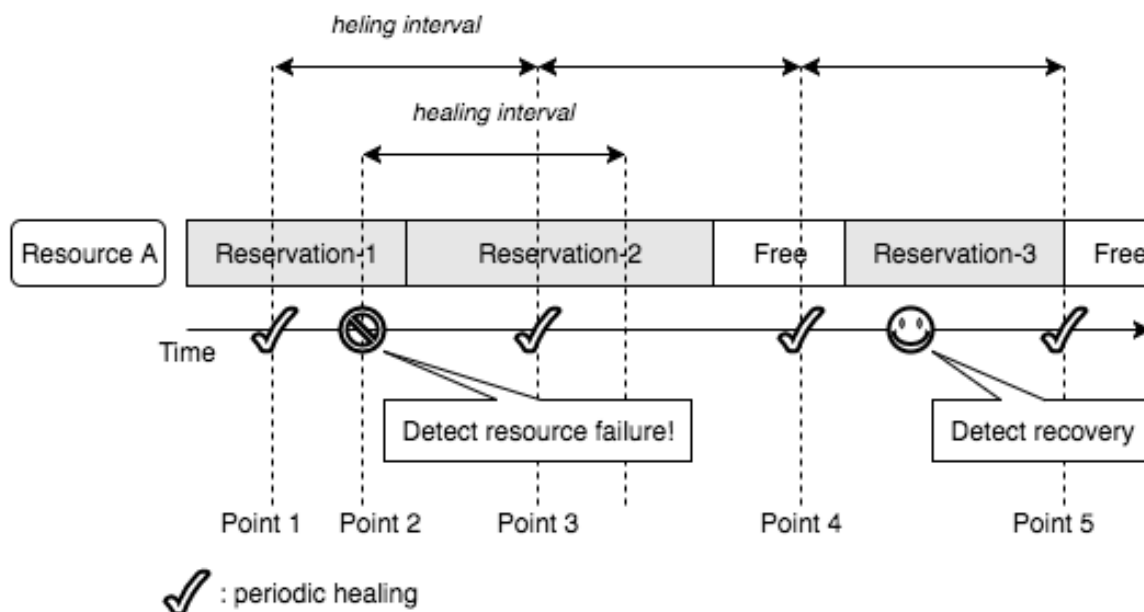 heling interval
healing interval
Resource A
Reservation-1
Reservation-2
Free
Reservation-3
Free
Time
Detect resource failure!
Detect recovery
Point 1
Point 2
Point 3
Point 4
Point 5
: periodic healing